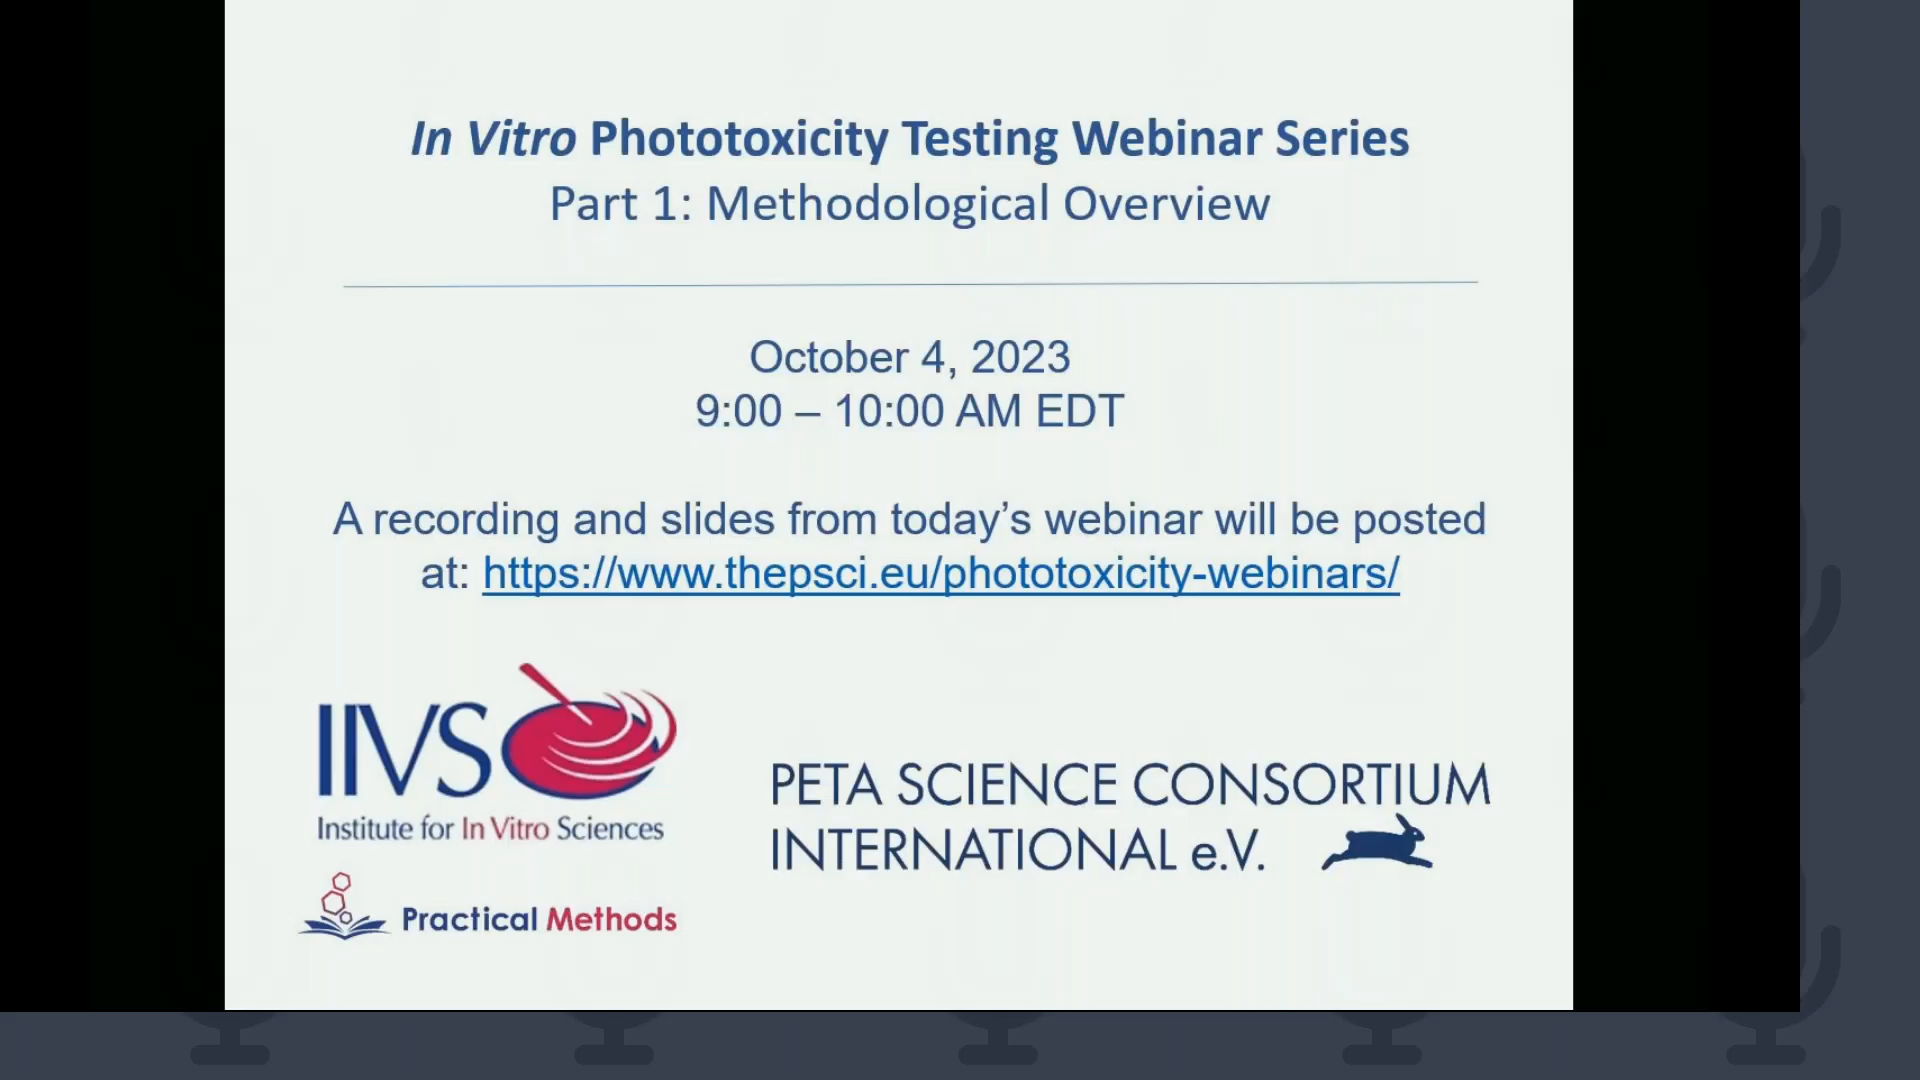 In Vitro Phototoxicity Testing Webinar Series
Part 1: Methodological Overview
October 4, 2023
9:00 – 10:00 AM EDT
A recording and slides from today’s webinar will be posted
at: https://www.thepsci.eu/phototoxicity-webinars/
IIVS
Institute for In Vitro Sciences
Practical Methods
PETA SCIENCE CONSORTIUM
INTERNATIONAL e.V.